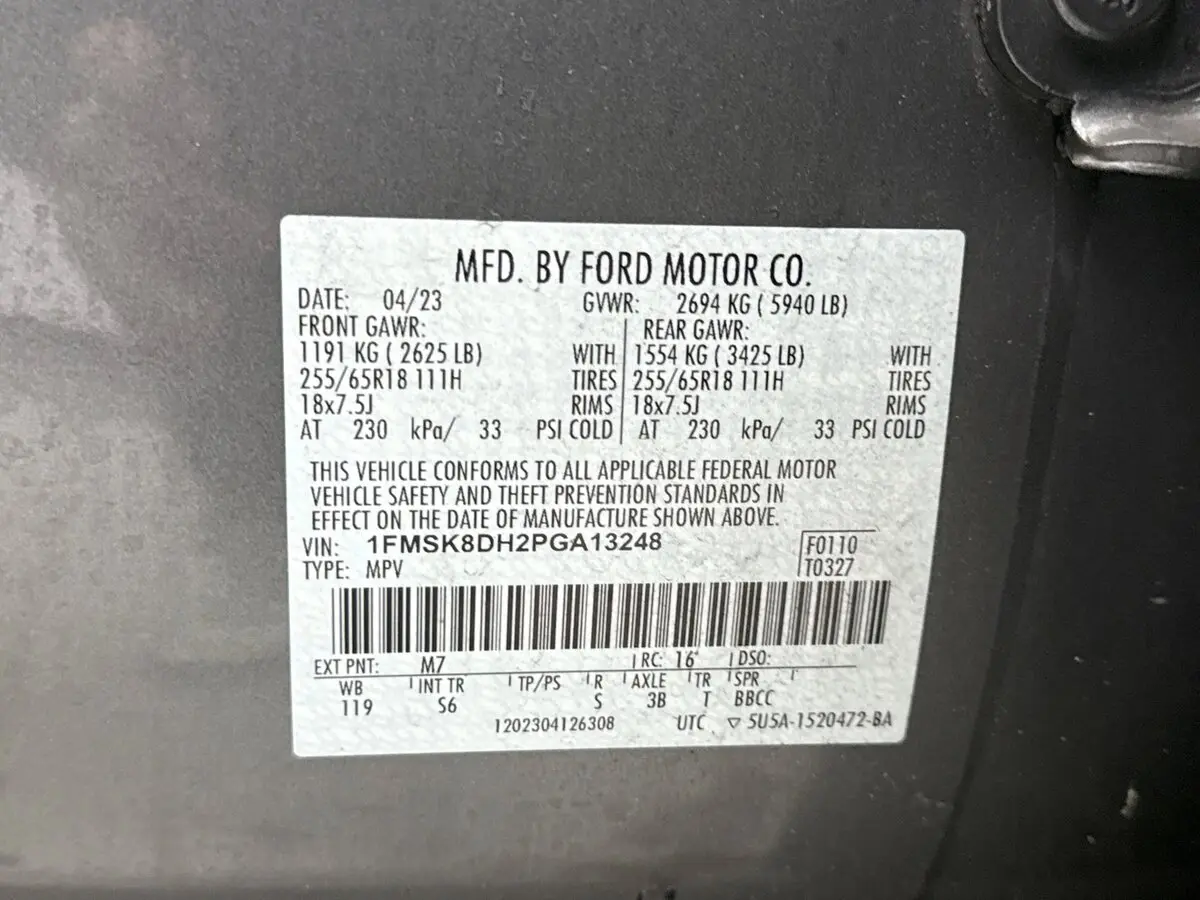 MFD. BY FORD MOTOR CO.
DATE: 04/23 GVWR: 2694 KG ( 5940 LB)
FRONT GAWR: REAR GAWR:
1191 KG ( 2625 LB) WITH 1554 KG ( 3425 LB) WITH
255/65R18 111H TIRES 255/65R18 111H TIRES
18x7.5J RIMS 18x7.5J RIMS
AT 230 kPa/ 33 PSI COLD AT 230 kPa/ 33 PSI COLD
THIS VEHICLE CONFORMS TO ALL APPLICABLE FEDERAL MOTOR
VEHICLE SAFETY AND THEFT PREVENTION STANDARDS IN
EFFECT ON THE DATE OF MANUFACTURE SHOWN ABOVE.
VIN: 1FMSK8DH2PGA13248 F0110
TYPE: MPV T0327
EXT PNT: M7 RC: 16 DSO:
WB INT TR TP/PS R AXLE TR SPR
119 S6 S 3B T BBCC
1202304126308 UTC ▽ 5U5A-1520472-BA